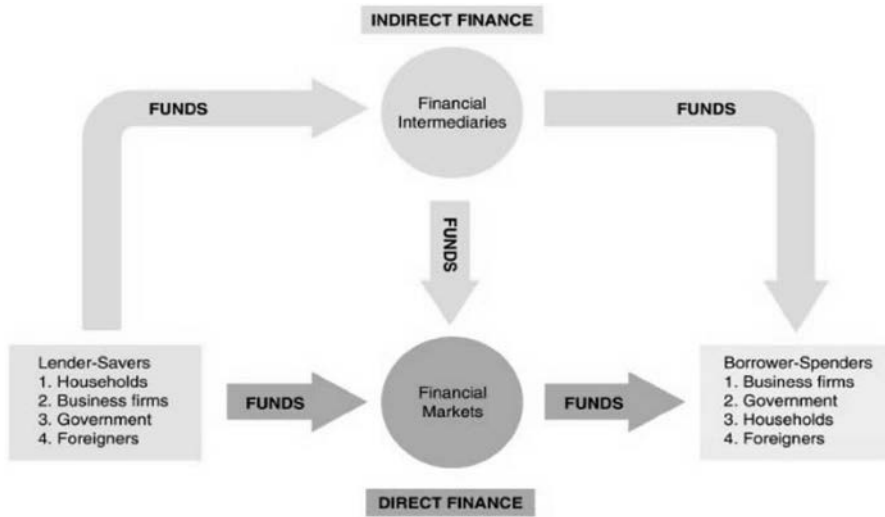 INDIRECT FINANCE
FUNDS
Financial
Intermediaries
FUNDS
FUNDS
Lender-Savers
1. Households
2. Business firms
3. Government
4. Foreigners
FUNDS
Financial
Markets
FUNDS
Borrower-Spenders
1. Business firms
2. Government
3. Households
4. Foreigners
DIRECT FINANCE